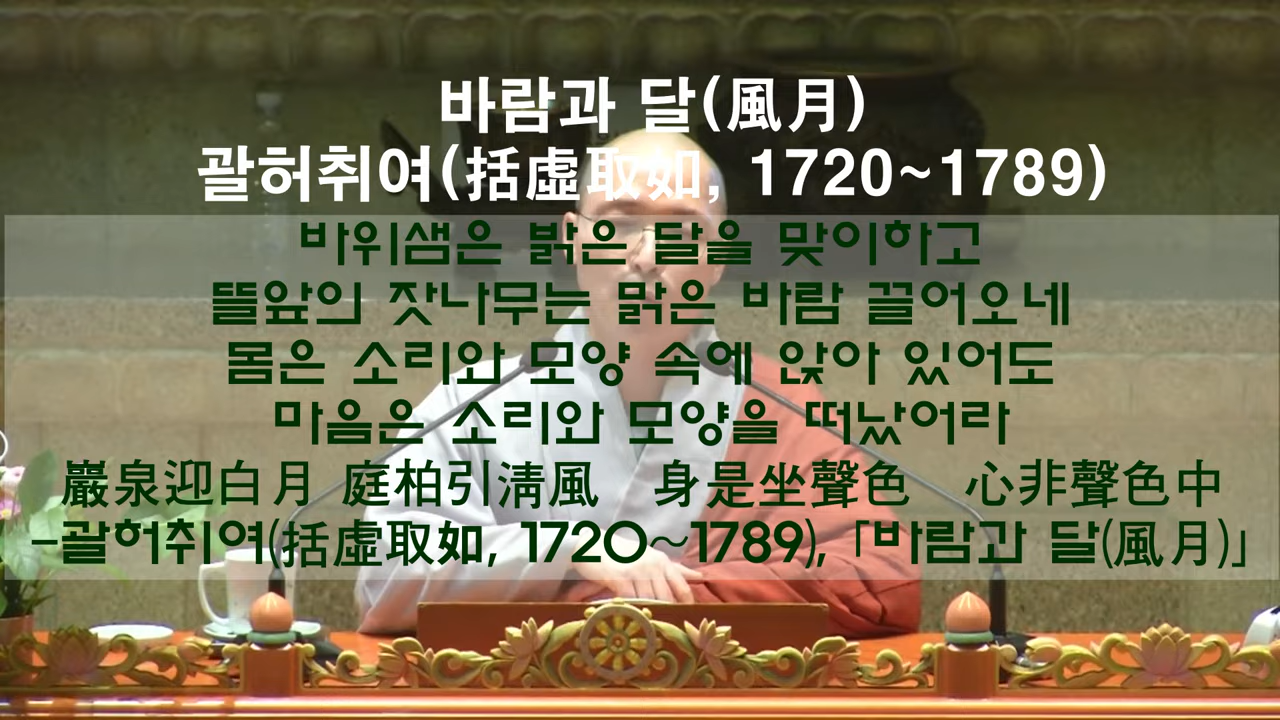 바람과 달(風月)
괄허취여(括虛取如, 1720~1789)
바위샘은 밝은 달을 맞이하고
뜰앞의 잣나무는 맑은 바람 끌어오네
몸은 소리와 모양 속에 앉아 있어도
마음은 소리와 모양을 떠났어라
巖泉迎白月 庭柏引淸風 身是坐聲色 心非聲色中
-괄허취여(括虛取如, 1720~1789),「바람과 달(風月)」